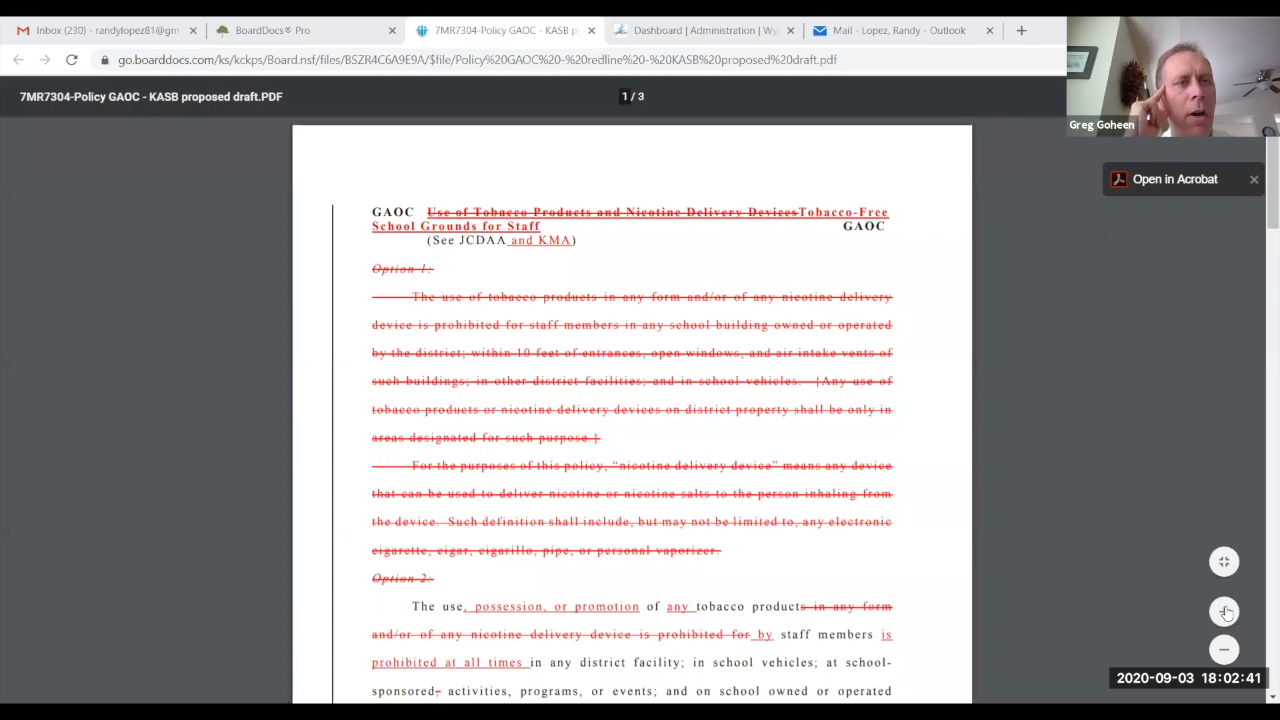 Inbox (230) - randylopez81@gm
BoardDocs® Pro
7MR7304-Policy GAOC - KASB p
Dashboard | Administration | Wy
Mail - Lopez, Randy - Outlook
go.boarddocs.com/ks/kckps/Board.nsf/files/
7MR7304-Policy GAOC - KASB proposed draft.PDF
1 / 3
Greg Goheen
Open in Acrobat
GAOC Use of Tobacco Products and Nicotine Delivery DevicesTobacco-Free
School Grounds for Staff GAOC
(See JCDAA and KMA)
Option 1:
The use of tobacco products in any form and/or of any nicotine delivery
device is prohibited for staff members in any school building owned or operated
by the district; within 10 feet of entrances, open windows, and air intake vents of
such buildings; in other district facilities; and in school vehicles. {Any use of
tobacco products or nicotine delivery devices on district property shall be only in
areas designated for such purpose.}
For the purposes of this policy, “nicotine delivery device” means any device
that can be used to deliver nicotine or nicotine salts to the person inhaling from
the device. Such definition shall include, but may not be limited to, any electronic
cigarette, cigar, cigarillo, pipe, or personal vaporizer.
Option 2:
The use, possession, or promotion of any tobacco products in any form
and/or of any nicotine delivery device is prohibited for by staff members is
prohibited at all times in any district facility; in school vehicles; at school-
sponsored, activities, programs, or events; and on school owned or operated
2020-09-03 18:02:41